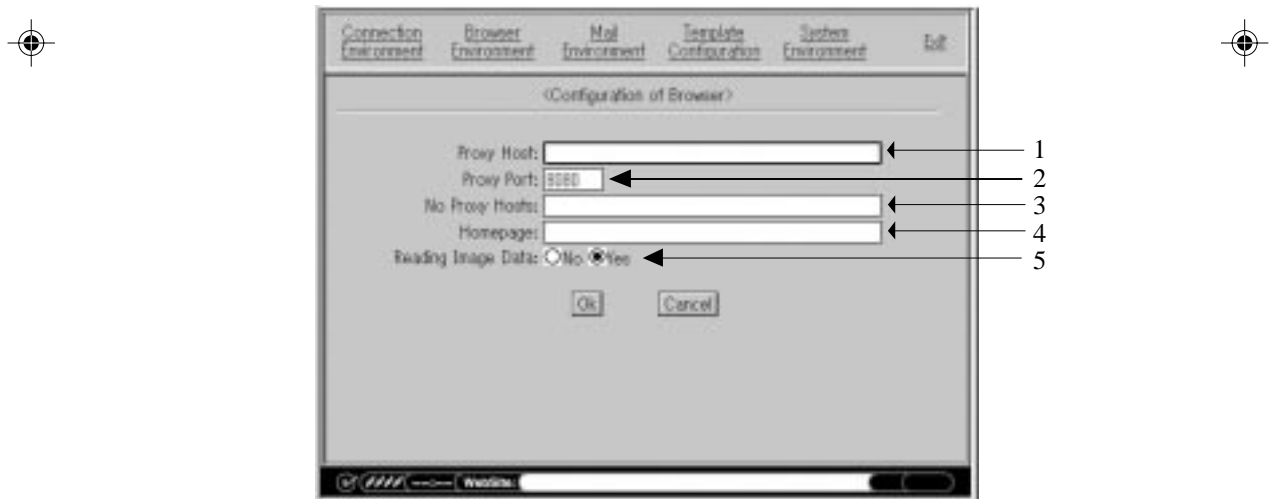 Connection Environment Browser Environment Mail Environment Template Configuration System Environment Exit
<Configuration of Browser>
Proxy Host: 1
Proxy Port: 8080 2
No Proxy Hosts: 3
Homepage: 4
Reading Image Data: No Yes 5
Ok Cancel
WebSite: